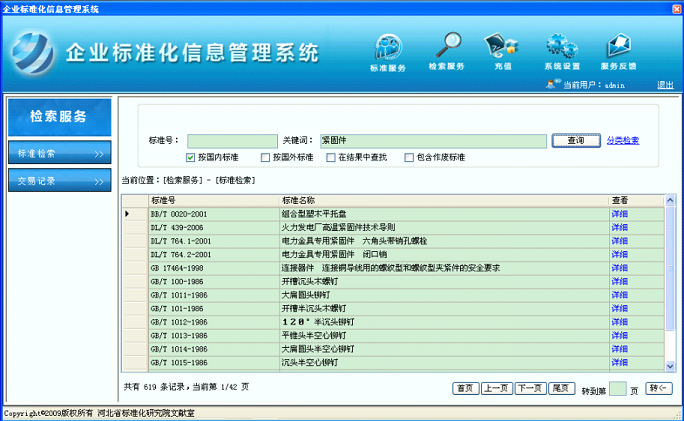 企业标准化信息管理系统
企业标准化信息管理系统
标准服务 检索服务 充值 系统设置 服务反馈
当前用户：admin 退出
检索服务
标准检索 >>
交易记录 >>
标准号： 关键词： 紧固件 查询 分类检索
按国内标准 按国外标准 在结果中查找 包含作废标准
当前位置：[检索服务] - [标准检索]
标准号 标准名称 查看
BB/T 0020-2001 组合型塑木平托盘 详细
DL/T 439-2006 火力发电厂高温紧固件技术导则 详细
DL/T 764.1-2001 电力金具专用紧固件 六角头带销孔螺栓 详细
DL/T 764.2-2001 电力金具专用紧固件 闭口销 详细
GB 17464-1998 连接器件 连接铜导线用的螺纹型和螺纹型夹紧件的安全要求 详细
GB/T 100-1986 开槽沉头木螺钉 详细
GB/T 1011-1986 大扁圆头铆钉 详细
GB/T 101-1986 开槽半沉头木螺钉 详细
GB/T 1012-1986 120°半沉头铆钉 详细
GB/T 1013-1986 平锥头半空心铆钉 详细
GB/T 1014-1986 大扁圆头半空心铆钉 详细
GB/T 1015-1986 沉头半空心铆钉 详细
共有 619 条记录，当前第 1/42 页 首页 上一页 下一页 尾页 转到第 页 转<-
Copyright©2009版权所有 河北省标准化研究院文献室